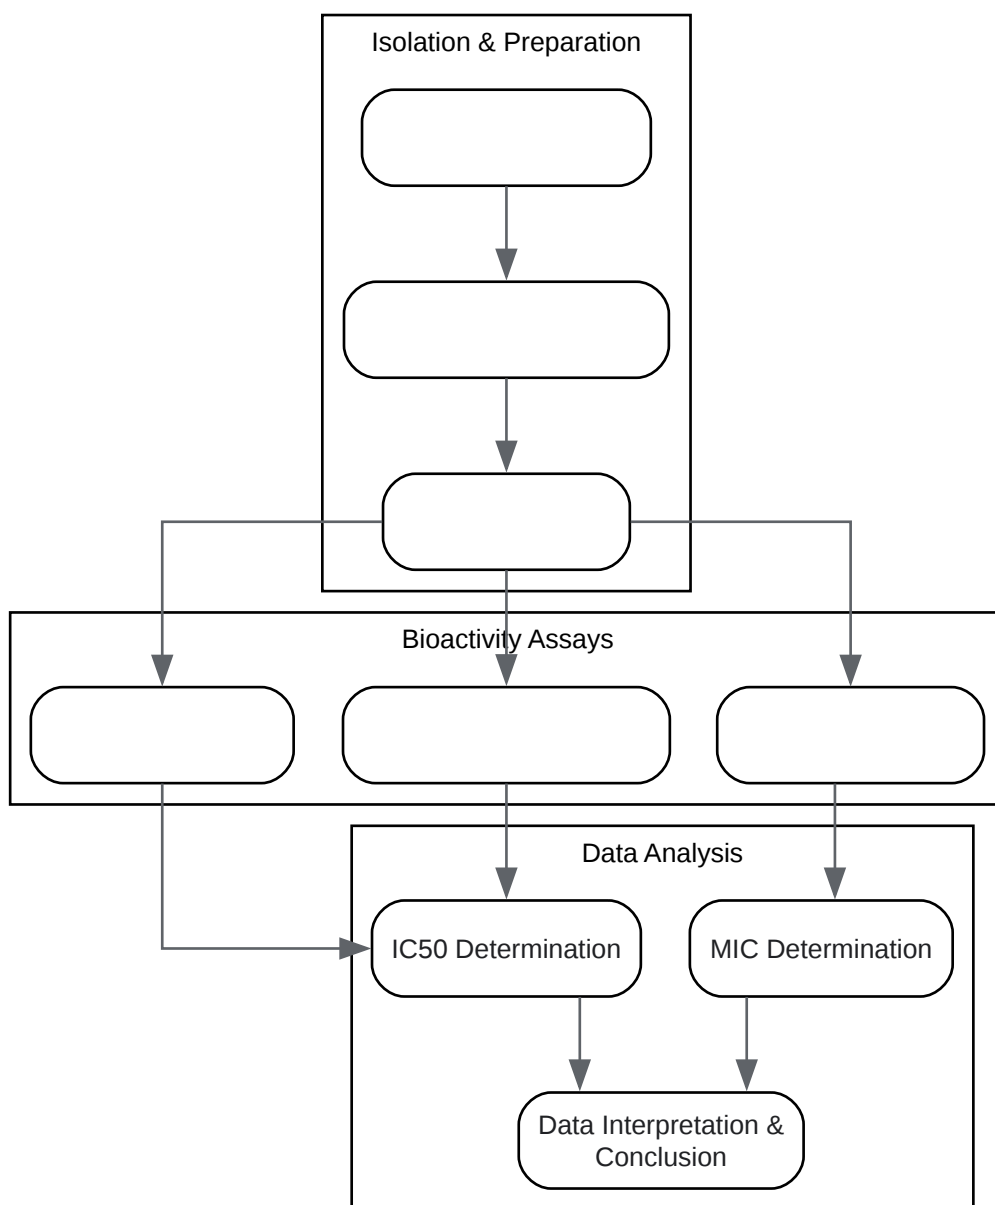 Isolation & Preparation
Bioactivity Assays
Data Analysis
IC50 Determination
MIC Determination
Data Interpretation &
Conclusion